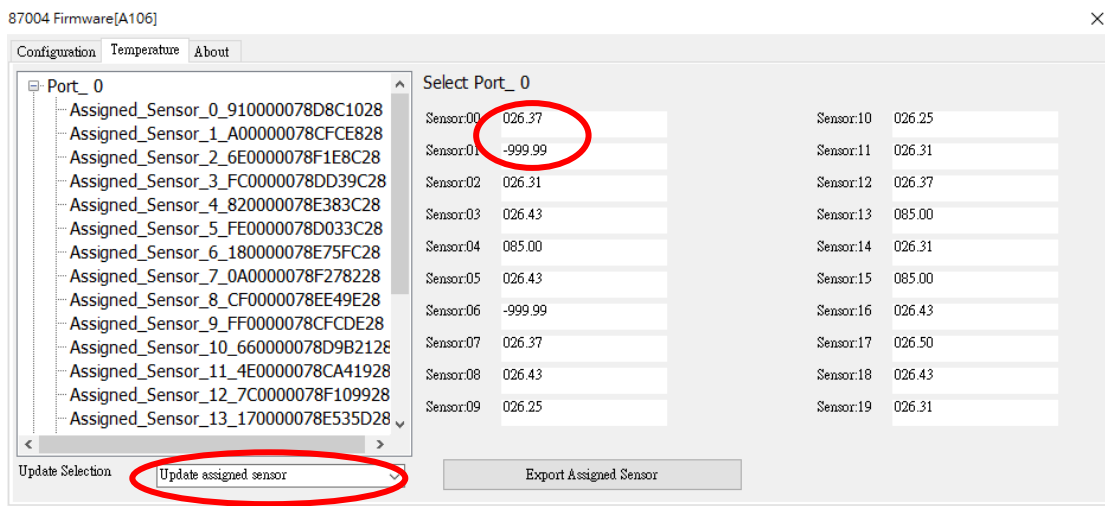 87004 Firmware[A106]
Configuration Temperature About
Port_ 0
Assigned_Sensor_0_910000078D8C1028
Assigned_Sensor_1_A00000078CFCE828
Assigned_Sensor_2_6E0000078F1E8C28
Assigned_Sensor_3_FC0000078DD39C28
Assigned_Sensor_4_820000078E383C28
Assigned_Sensor_5_FE0000078D033C28
Assigned_Sensor_6_180000078E75FC28
Assigned_Sensor_7_0A0000078F278228
Assigned_Sensor_8_CF0000078EE49E28
Assigned_Sensor_9_FF0000078CFCDE28
Assigned_Sensor_10_660000078D9B2128
Assigned_Sensor_11_4E0000078CA41928
Assigned_Sensor_12_7C0000078F109928
Assigned_Sensor_13_170000078E535D28
Select Port_ 0
Sensor:00 026.37 Sensor:10 026.25
Sensor:01 -999.99 Sensor:11 026.31
Sensor:02 026.31 Sensor:12 026.37
Sensor:03 026.43 Sensor:13 085.00
Sensor:04 085.00 Sensor:14 026.31
Sensor:05 026.43 Sensor:15 085.00
Sensor:06 -999.99 Sensor:16 026.43
Sensor:07 026.37 Sensor:17 026.50
Sensor:08 026.43 Sensor:18 026.43
Sensor:09 026.25 Sensor:19 026.31
Update Selection Update assigned sensor Export Assigned Sensor